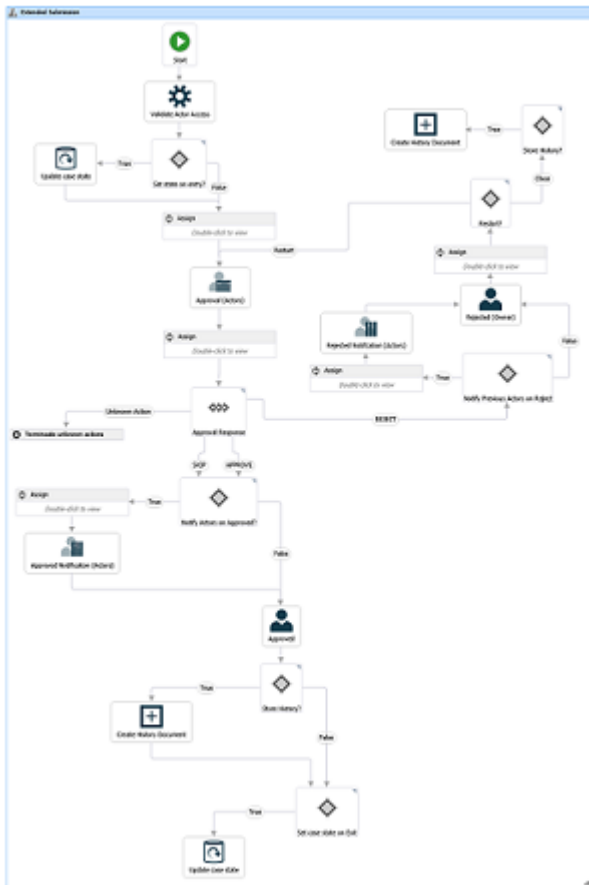 Extended Submission
Start
Validate Actor Access
Set state on entry?
True
Update case state
False
Assign
Double-click to view
Restart
Approval (Actors)
Assign
Double-click to view
Approval Response
Unknown Action
Terminate unknown actions
REJECT
SKIP
APPROVE
Notify Actors on Approved?
True
Assign
Double-click to view
Approved Notification (Actors)
False
Approved
Store History?
True
Create History Document
False
Set case state on Exit
True
Update case state
Notify Previous Actors on Reject
True
Assign
Double-click to view
Rejected Notification (Actors)
False
Rejected (Owner)
Assign
Double-click to view
Restart?
Close
Store History?
True
Create History Document